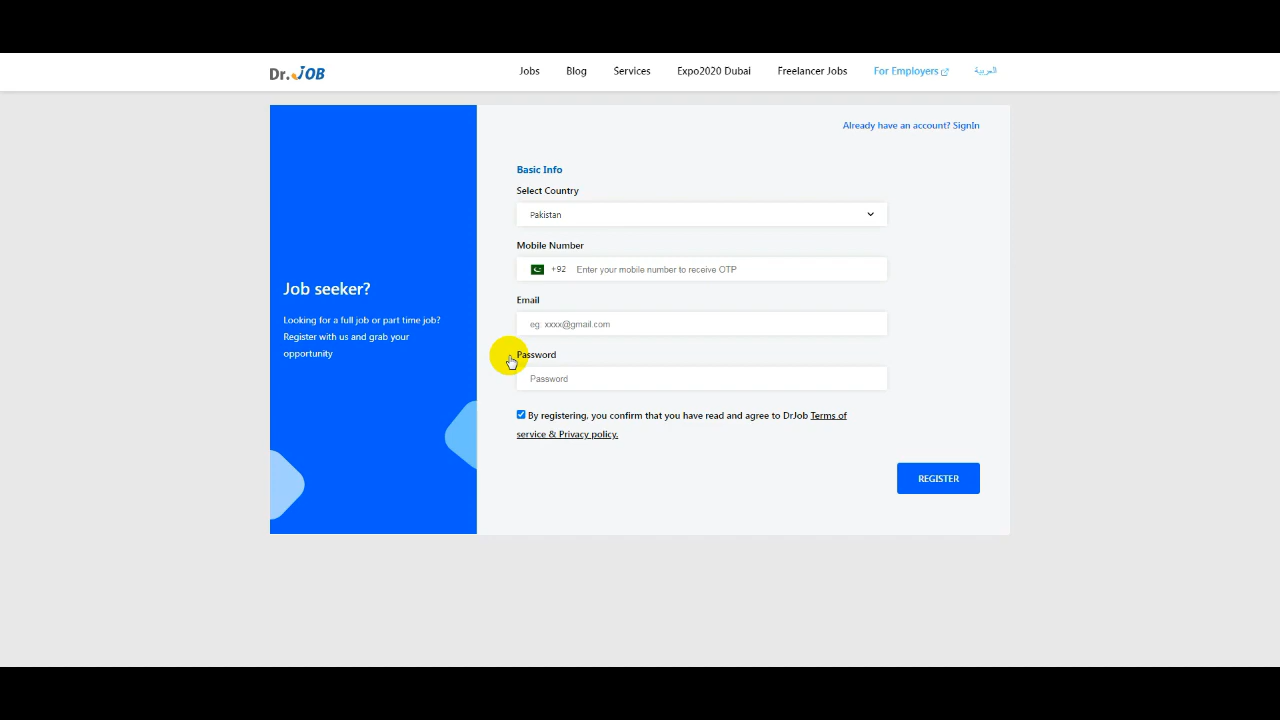 Dr. JOB
Jobs Blog Services Expo2020 Dubai Freelancer Jobs For Employers العربية
Already have an account? SignIn
Basic Info
Select Country
Pakistan
Mobile Number
+92 Enter your mobile number to receive OTP
Email
eg: xxxx@gmail.com
Password
Password
By registering, you confirm that you have read and agree to DrJob Terms of
service & Privacy policy.
REGISTER
Job seeker?
Looking for a full job or part time job?
Register with us and grab your
opportunity